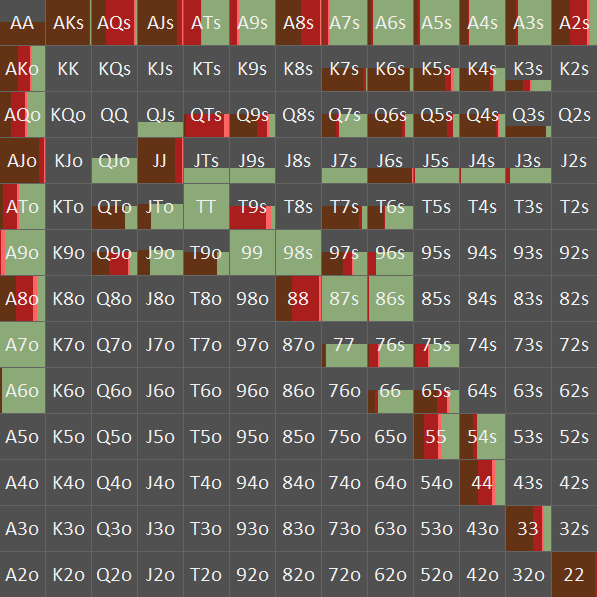 AA AKs AQs AJs ATs A9s A8s A7s A6s A5s A4s A3s A2s
AKo KK KQs KJs KTs K9s K8s K7s K6s K5s K4s K3s K2s
AQo KQo QQ QJs QTs Q9s Q8s Q7s Q6s Q5s Q4s Q3s Q2s
AJo KJo QJo JJ JTs J9s J8s J7s J6s J5s J4s J3s J2s
ATo KTo QTo JTo TT T9s T8s T7s T6s T5s T4s T3s T2s
A9o K9o Q9o J9o T9o 99 98s 97s 96s 95s 94s 93s 92s
A8o K8o Q8o J8o T8o 98o 88 87s 86s 85s 84s 83s 82s
A7o K7o Q7o J7o T7o 97o 87o 77 76s 75s 74s 73s 72s
A6o K6o Q6o J6o T6o 96o 86o 76o 66 65s 64s 63s 62s
A5o K5o Q5o J5o T5o 95o 85o 75o 65o 55 54s 53s 52s
A4o K4o Q4o J4o T4o 94o 84o 74o 64o 54o 44 43s 42s
A3o K3o Q3o J3o T3o 93o 83o 73o 63o 53o 43o 33 32s
A2o K2o Q2o J2o T2o 92o 82o 72o 62o 52o 42o 32o 22